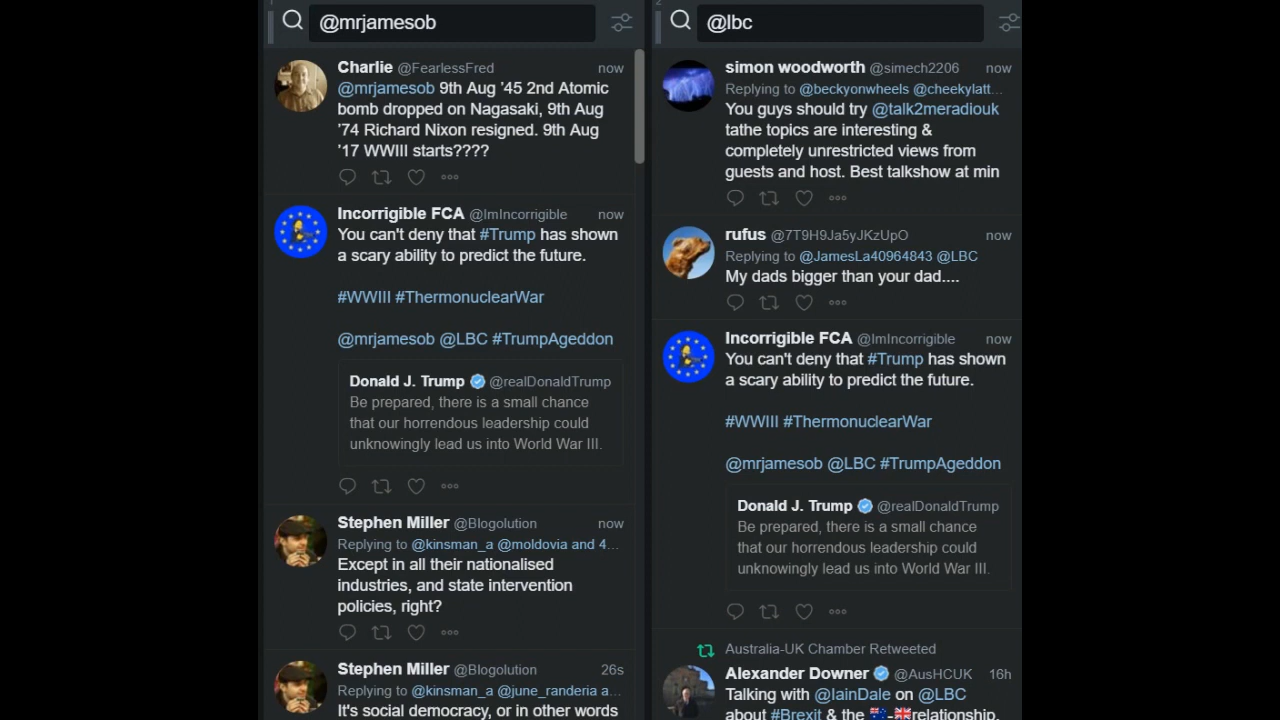 1
@mrjamesob
Charlie @FearlessFred now
@mrjamesob 9th Aug '45 2nd Atomic
bomb dropped on Nagasaki, 9th Aug
'74 Richard Nixon resigned. 9th Aug
'17 WWIII starts????
Incorrigible FCA @ImIncorrigible now
You can't deny that #Trump has shown
a scary ability to predict the future.
#WWIII #ThermonuclearWar
@mrjamesob @LBC #TrumpAgeddon
Donald J. Trump @realDonaldTrump
Be prepared, there is a small chance
that our horrendous leadership could
unknowingly lead us into World War III.
Stephen Miller @Blogolution now
Replying to @kinsman_a @moldovia and 4...
Except in all their nationalised
industries, and state intervention
policies, right?
Stephen Miller @Blogolution 26s
Replying to @kinsman_a @june_randeria a...
It's social democracy, or in other words
2
@lbc
simon woodworth @simech2206 now
Replying to @beckyonwheels @cheekylatt...
You guys should try @talk2meradiouk
tathe topics are interesting &
completely unrestricted views from
guests and host. Best talkshow at min
rufus @7T9H9Ja5yJKzUpO now
Replying to @JamesLa40964843 @LBC
My dads bigger than your dad....
Incorrigible FCA @ImIncorrigible now
You can't deny that #Trump has shown
a scary ability to predict the future.
#WWIII #ThermonuclearWar
@mrjamesob @LBC #TrumpAgeddon
Donald J. Trump @realDonaldTrump
Be prepared, there is a small chance
that our horrendous leadership could
unknowingly lead us into World War III.
Australia-UK Chamber Retweeted
Alexander Downer @AusHCUK 16h
Talking with @IainDale on @LBC
about #Brexit & the 🇦🇺-🇬🇧relationship.